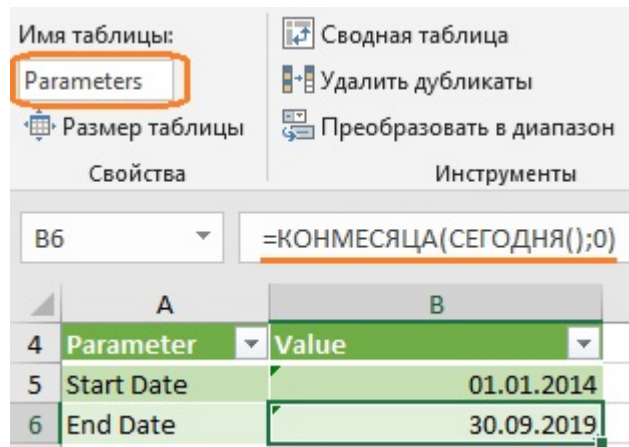 Имя таблицы:
Parameters
Размер таблицы
Свойства
Сводная таблица
Удалить дубликаты
Преобразовать в диапазон
Инструменты
B6 =КОНМЕСЯЦА(СЕГОДНЯ();0)
A B
4 Parameter Value
5 Start Date 01.01.2014
6 End Date 30.09.2019